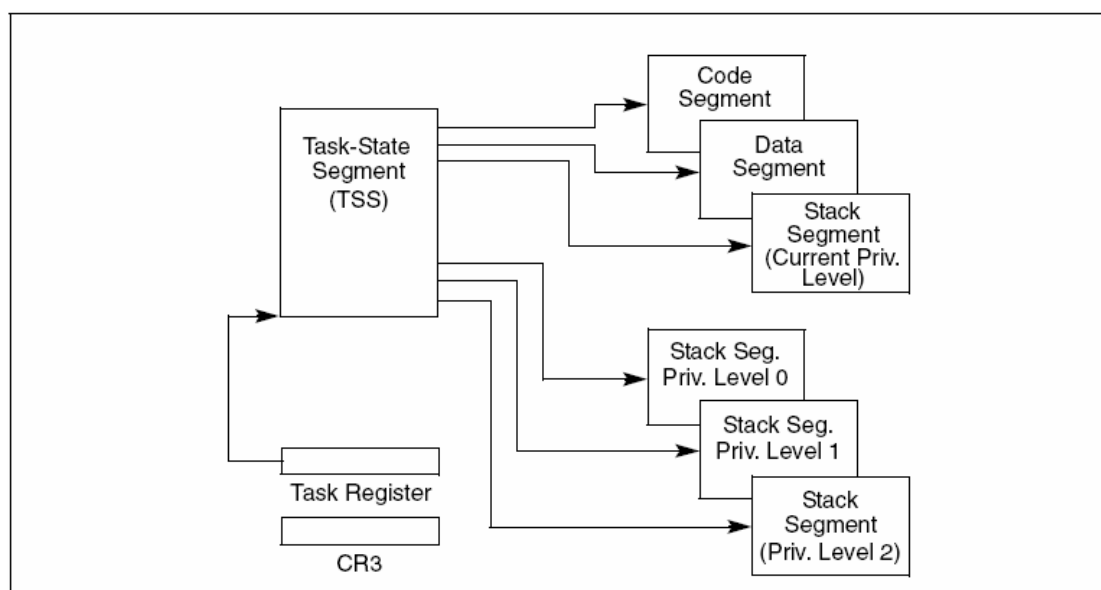 Code
Segment
Task-State
Segment
(TSS)
Data
Segment
Stack
Segment
(Current Priv.
Level)
Stack Seg.
Priv. Level 0
Stack Seg.
Priv. Level 1
Task Register
Stack
Segment
(Priv. Level 2)
CR3